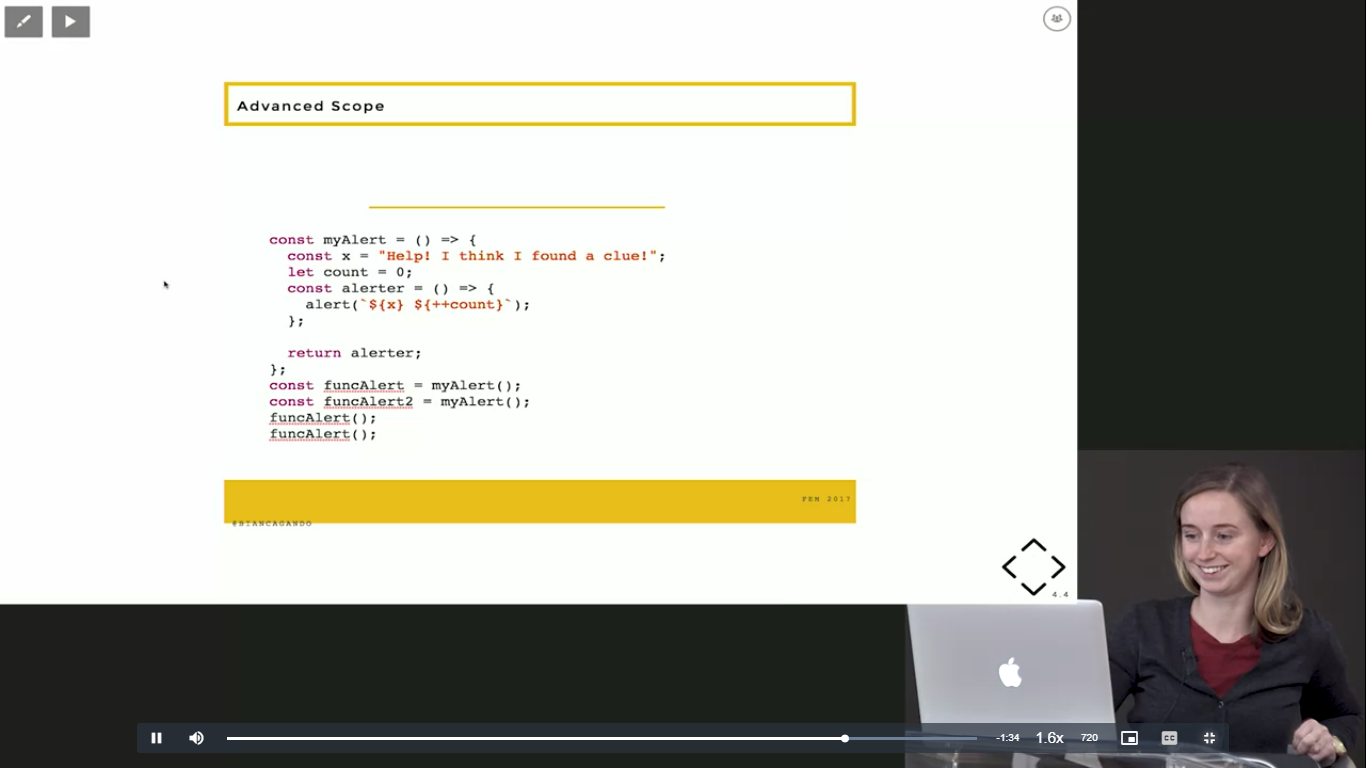 Advanced Scope
const myAlert = () => {
const x = "Help! I think I found a clue!";
let count = 0;
const alerter = () => {
alert(`${x} ${++count}`);
};
return alerter;
};
const funcAlert = myAlert();
const funcAlert2 = myAlert();
funcAlert();
funcAlert();
FEM 2017
@BIANCAGANDO
4.4
-1:34 1.6x 720 CC